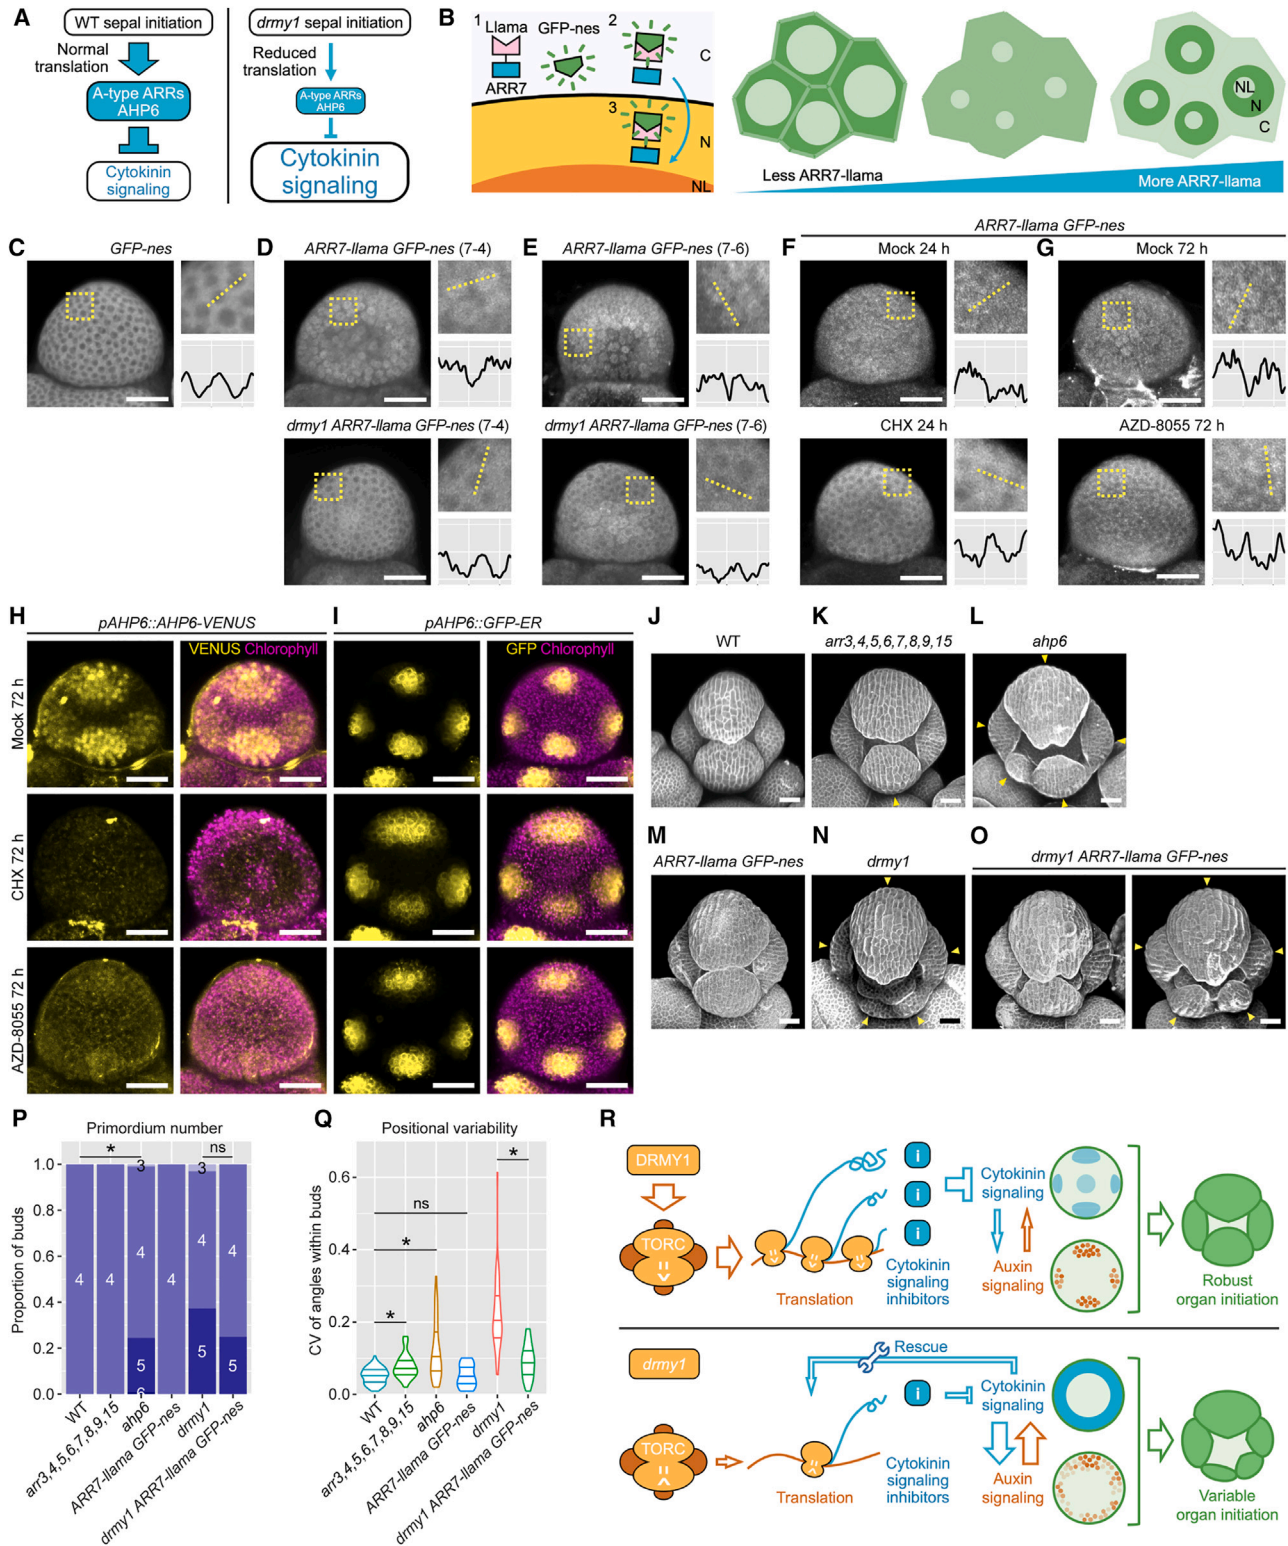 A
WT sepal initiation
Normal
translation
A-type ARRs
AHP6
Cytokinin
signaling
drmy1 sepal initiation
Reduced
translation
A-type ARRs
AHP6
Cytokinin
signaling
B
1
Llama
GFP-nes
2
C
ARR7
3
N
NL
NL
N
C
Less ARR7-llama
More ARR7-llama
C
GFP-nes
D
ARR7-llama GFP-nes (7-4)
drmy1 ARR7-llama GFP-nes (7-4)
E
ARR7-llama GFP-nes (7-6)
drmy1 ARR7-llama GFP-nes (7-6)
ARR7-llama GFP-nes
F
Mock 24 h
CHX 24 h
G
Mock 72 h
AZD-8055 72 h
H
pAHP6::AHP6-VENUS
VENUS Chlorophyll
Mock 72 h
CHX 72 h
AZD-8055 72 h
I
pAHP6::GFP-ER
GFP Chlorophyll
J
WT
K
arr3,4,5,6,7,8,9,15
L
ahp6
M
ARR7-llama GFP-nes
N
drmy1
O
drmy1 ARR7-llama GFP-nes
P
Primordium number
Proportion of buds
1.0
0.8
0.6
0.4
0.2
0.0
*
ns
4
4
3
4
5
6
4
3
4
5
4
5
WT
arr3,4,5,6,7,8,9,15
ahp6
ARR7-llama GFP-nes
drmy1
drmy1 ARR7-llama GFP-nes
Q
Positional variability
CV of angles within buds
0.6
0.4
0.2
0.0
*
ns
*
*
WT
arr3,4,5,6,7,8,9,15
ahp6
ARR7-llama GFP-nes
drmy1
drmy1 ARR7-llama GFP-nes
R
DRMY1
TORC
Translation
i
i
i
Cytokinin
signaling
inhibitors
Cytokinin
signaling
Auxin
signaling
Robust
organ initiation
drmy1
TORC
Translation
Rescue
i
Cytokinin
signaling
inhibitors
Cytokinin
signaling
Auxin
signaling
Variable
organ initiation